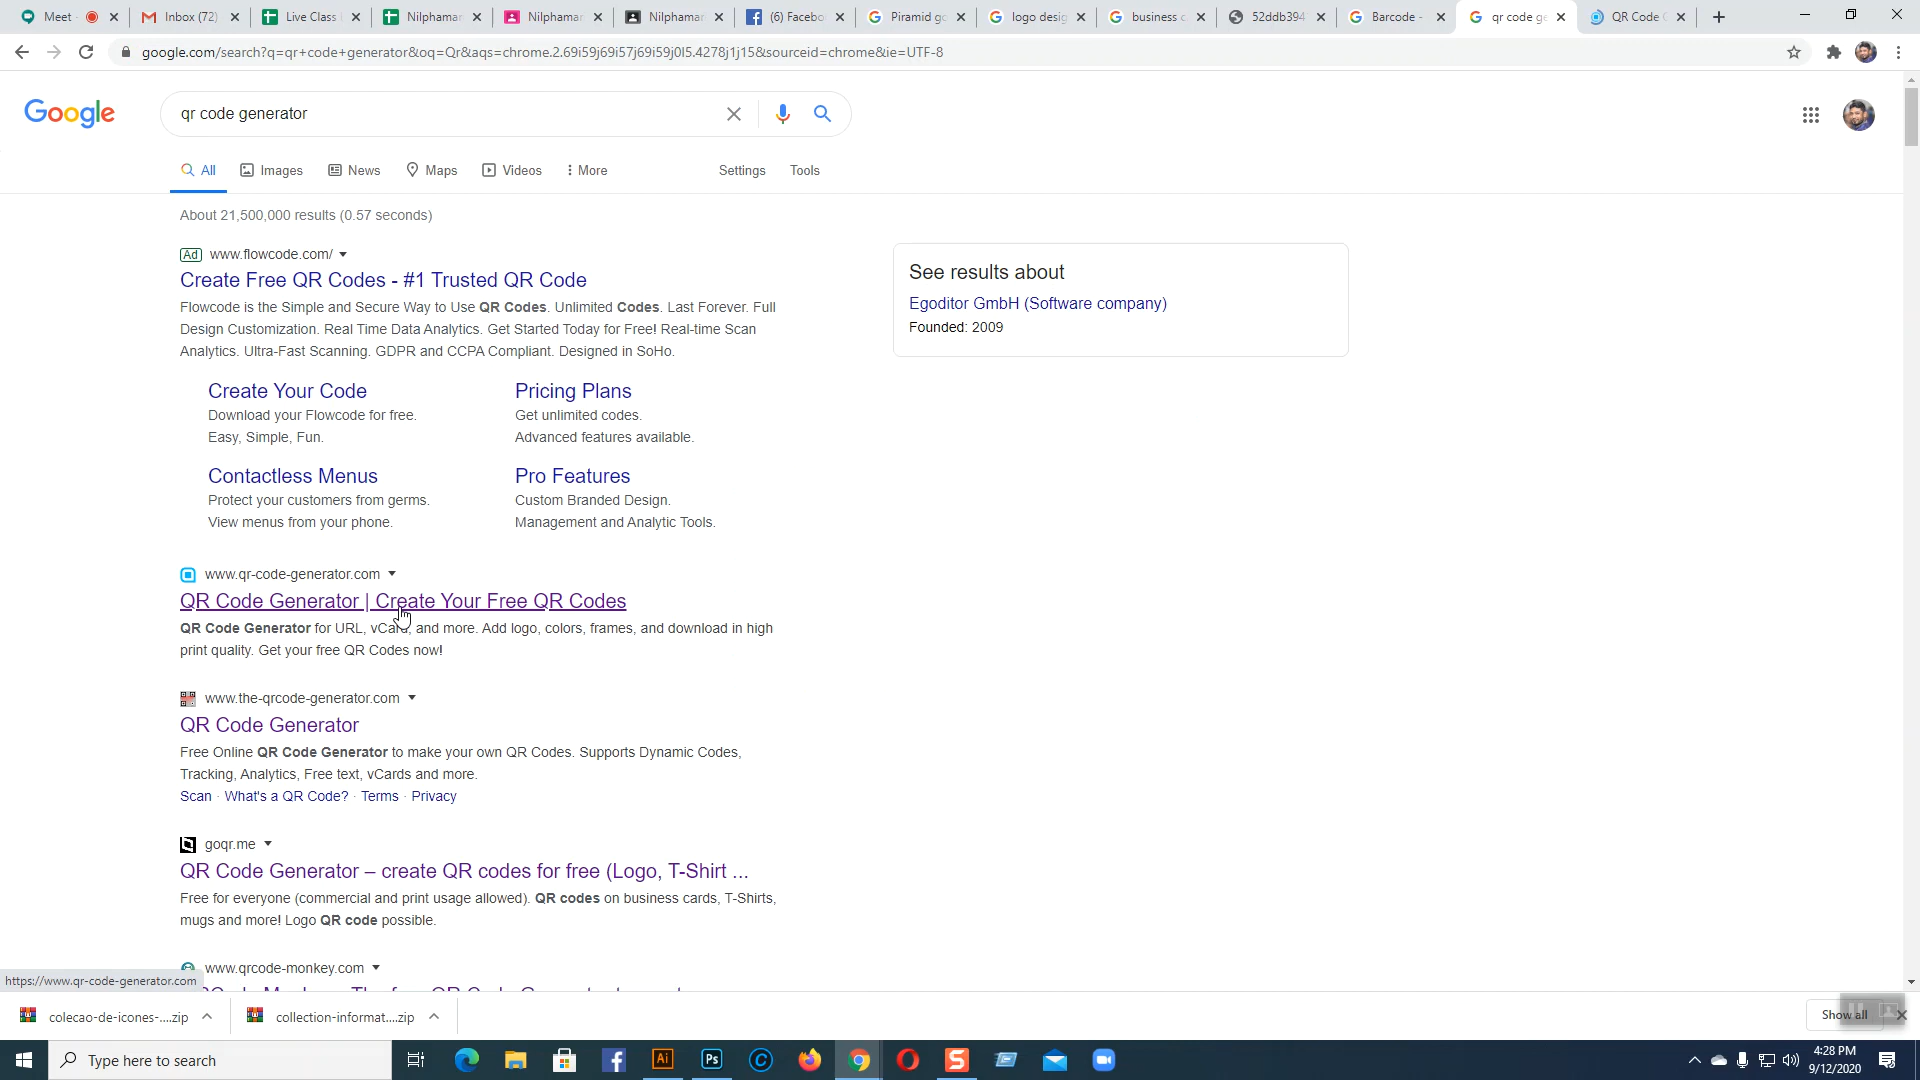 Meet
Inbox (72)
Live Class
Nilphamar
Nilphamar
Nilphamar
(6) Facebo
Piramid go
logo desig
business c
52ddb394
Barcode -
qr code ge
QR Code G
google.com/search?q=qr+code+generator&oq=Qr&aqs=chrome.2.69i59j69i57j69i59j0l5.4278j1j15&sourceid=chrome&ie=UTF-8
Google
qr code generator
All
Images
News
Maps
Videos
More
Settings
Tools
About 21,500,000 results (0.57 seconds)
Ad www.flowcode.com/
Create Free QR Codes - #1 Trusted QR Code
Flowcode is the Simple and Secure Way to Use QR Codes. Unlimited Codes. Last Forever. Full
Design Customization. Real Time Data Analytics. Get Started Today for Free! Real-time Scan
Analytics. Ultra-Fast Scanning. GDPR and CCPA Compliant. Designed in SoHo.
Create Your Code
Download your Flowcode for free.
Easy, Simple, Fun.
Pricing Plans
Get unlimited codes.
Advanced features available.
Contactless Menus
Protect your customers from germs.
View menus from your phone.
Pro Features
Custom Branded Design.
Management and Analytic Tools.
See results about
Egoditor GmbH (Software company)
Founded: 2009
www.qr-code-generator.com
QR Code Generator | Create Your Free QR Codes
QR Code Generator for URL, vCard, and more. Add logo, colors, frames, and download in high
print quality. Get your free QR Codes now!
www.the-qrcode-generator.com
QR Code Generator
Free Online QR Code Generator to make your own QR Codes. Supports Dynamic Codes,
Tracking, Analytics, Free text, vCards and more.
Scan · What's a QR Code? · Terms · Privacy
goqr.me
QR Code Generator – create QR codes for free (Logo, T-Shirt ...
Free for everyone (commercial and print usage allowed). QR codes on business cards, T-Shirts,
mugs and more! Logo QR code possible.
www.qrcode-monkey.com
https://www.qr-code-generator.com
colecao-de-icones-....zip
collection-informat....zip
Show all
Type here to search
4:28 PM
9/12/2020